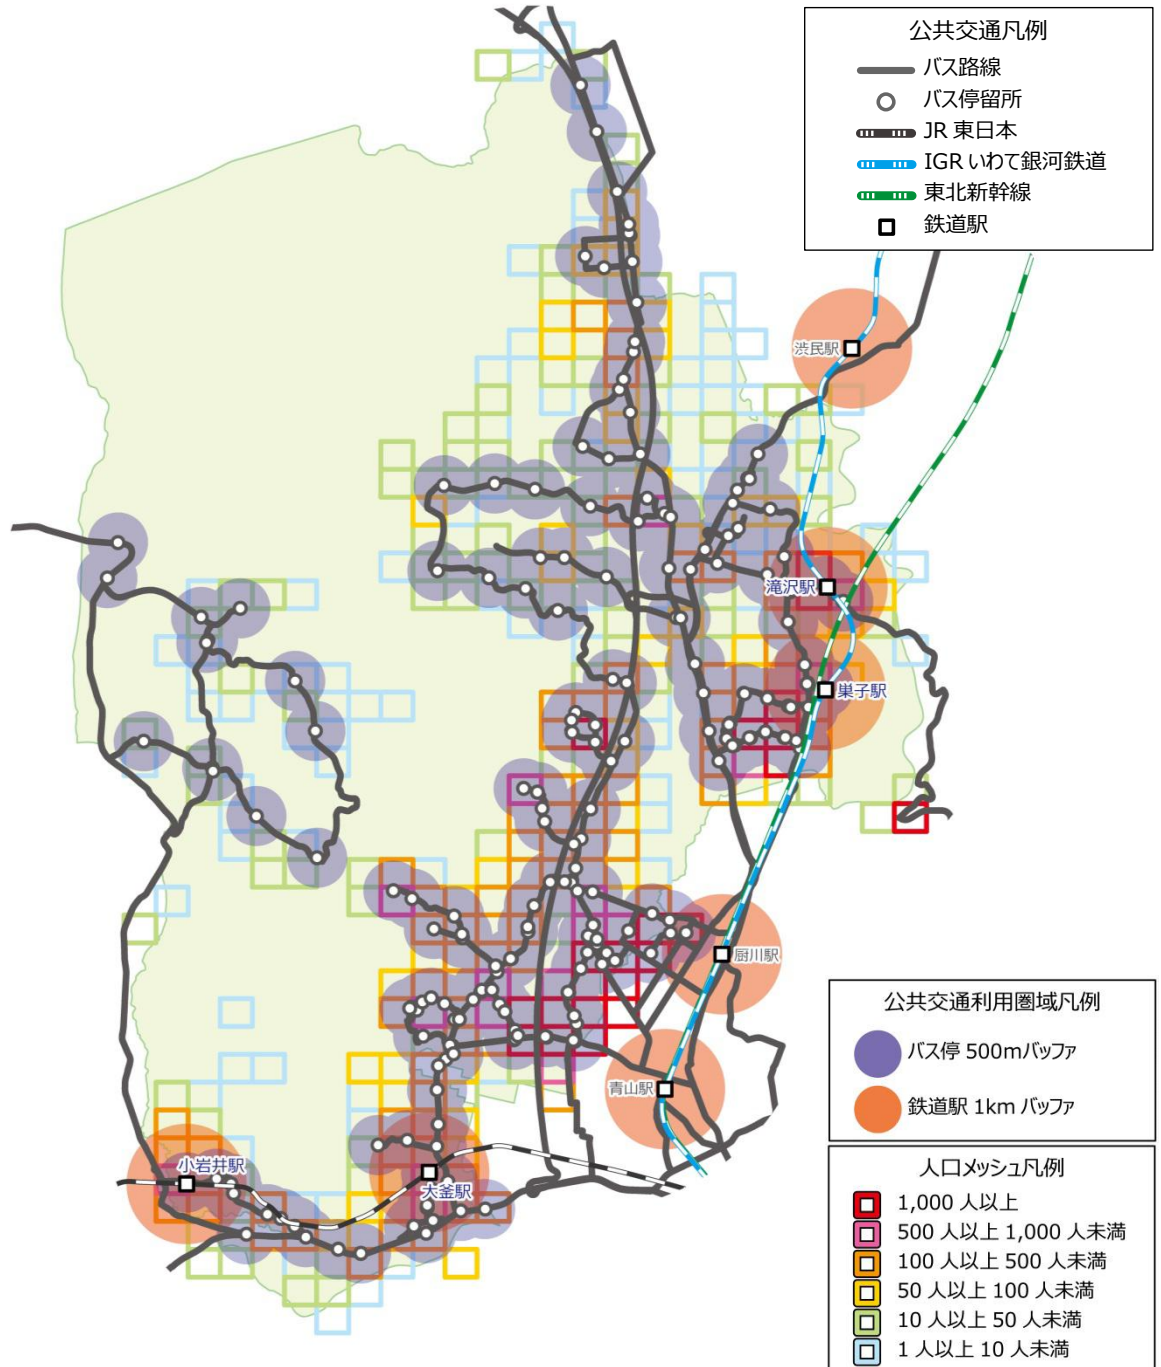 公共交通凡例
バス路線
バス停留所
JR 東日本
IGR いわて銀河鉄道
東北新幹線
鉄道駅
渋民駅
滝沢駅
巣子駅
厨川駅
青山駅
小岩井駅
大釜駅
公共交通利用圏域凡例
バス停 500mバッファ
鉄道駅 1km バッファ
人口メッシュ凡例
1,000 人以上
500 人以上 1,000 人未満
100 人以上 500 人未満
50 人以上 100 人未満
10 人以上 50 人未満
1 人以上 10 人未満